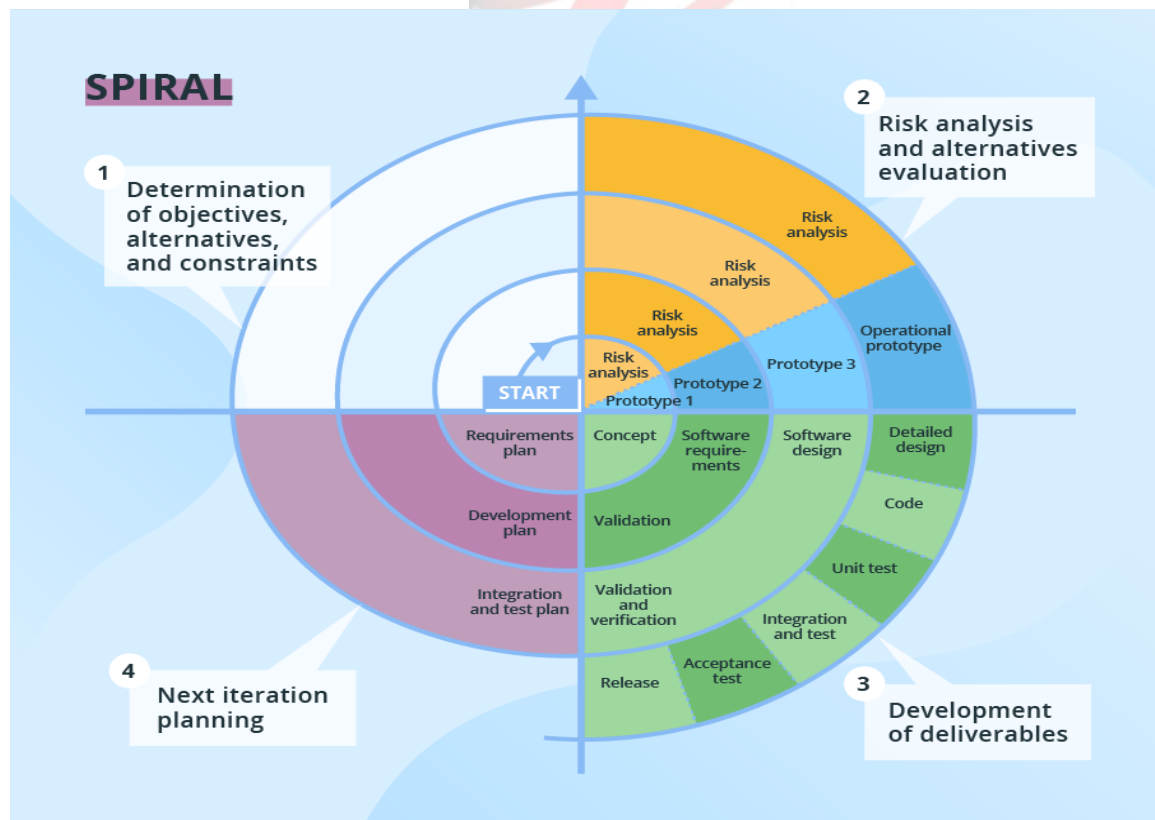 SPIRAL
1
Determination
of objectives,
alternatives,
and constraints
2
Risk analysis
and alternatives
evaluation
Risk
analysis
Risk
analysis
Risk
analysis
Risk
analysis
Operational
prototype
Prototype 3
Prototype 2
Prototype 1
START
Requirements
plan
Concept
Software
require-
ments
Software
design
Detailed
design
Code
Development
plan
Validation
Unit test
Integration
and test plan
Validation
and
verification
Integration
and test
Acceptance
test
Release
4
Next iteration
planning
3
Development
of deliverables